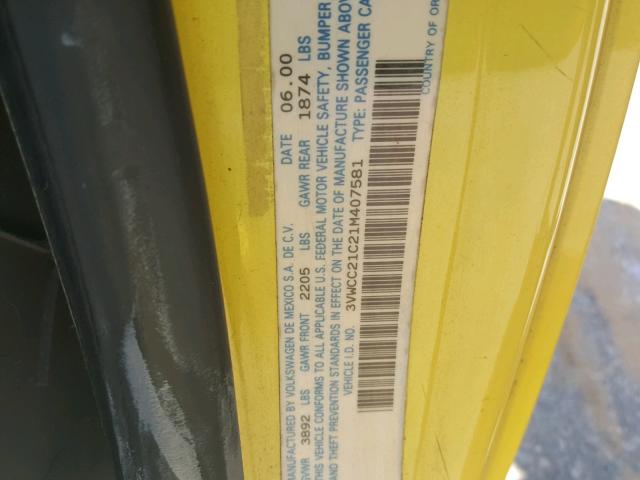 MANUFACTURED BY VOLKSWAGEN DE MEXICO S.A. DE C.V. DATE 06.00
GVWR 3892 LBS GAWR FRONT 2205 LBS GAWR REAR 1874 LBS
THIS VEHICLE CONFORMS TO ALL APPLICABLE U.S. FEDERAL MOTOR VEHICLE SAFETY, BUMPER
AND THEFT PREVENTION STANDARDS IN EFFECT ON THE DATE OF MANUFACTURE SHOWN ABOVE
VEHICLE I.D. NO. 3VWCC21C21M407581 TYPE: PASSENGER CA
COUNTRY OF OR